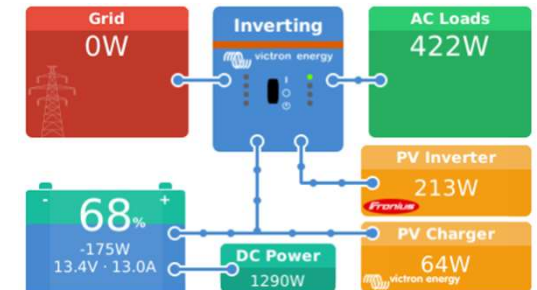 Grid
0W
Inverting
victron energy
AC Loads
422W
PV Inverter
213W
Fronius
- +
68%
-175W
13.4V · 13.0A
DC Power
1290W
PV Charger
64W
victron energy